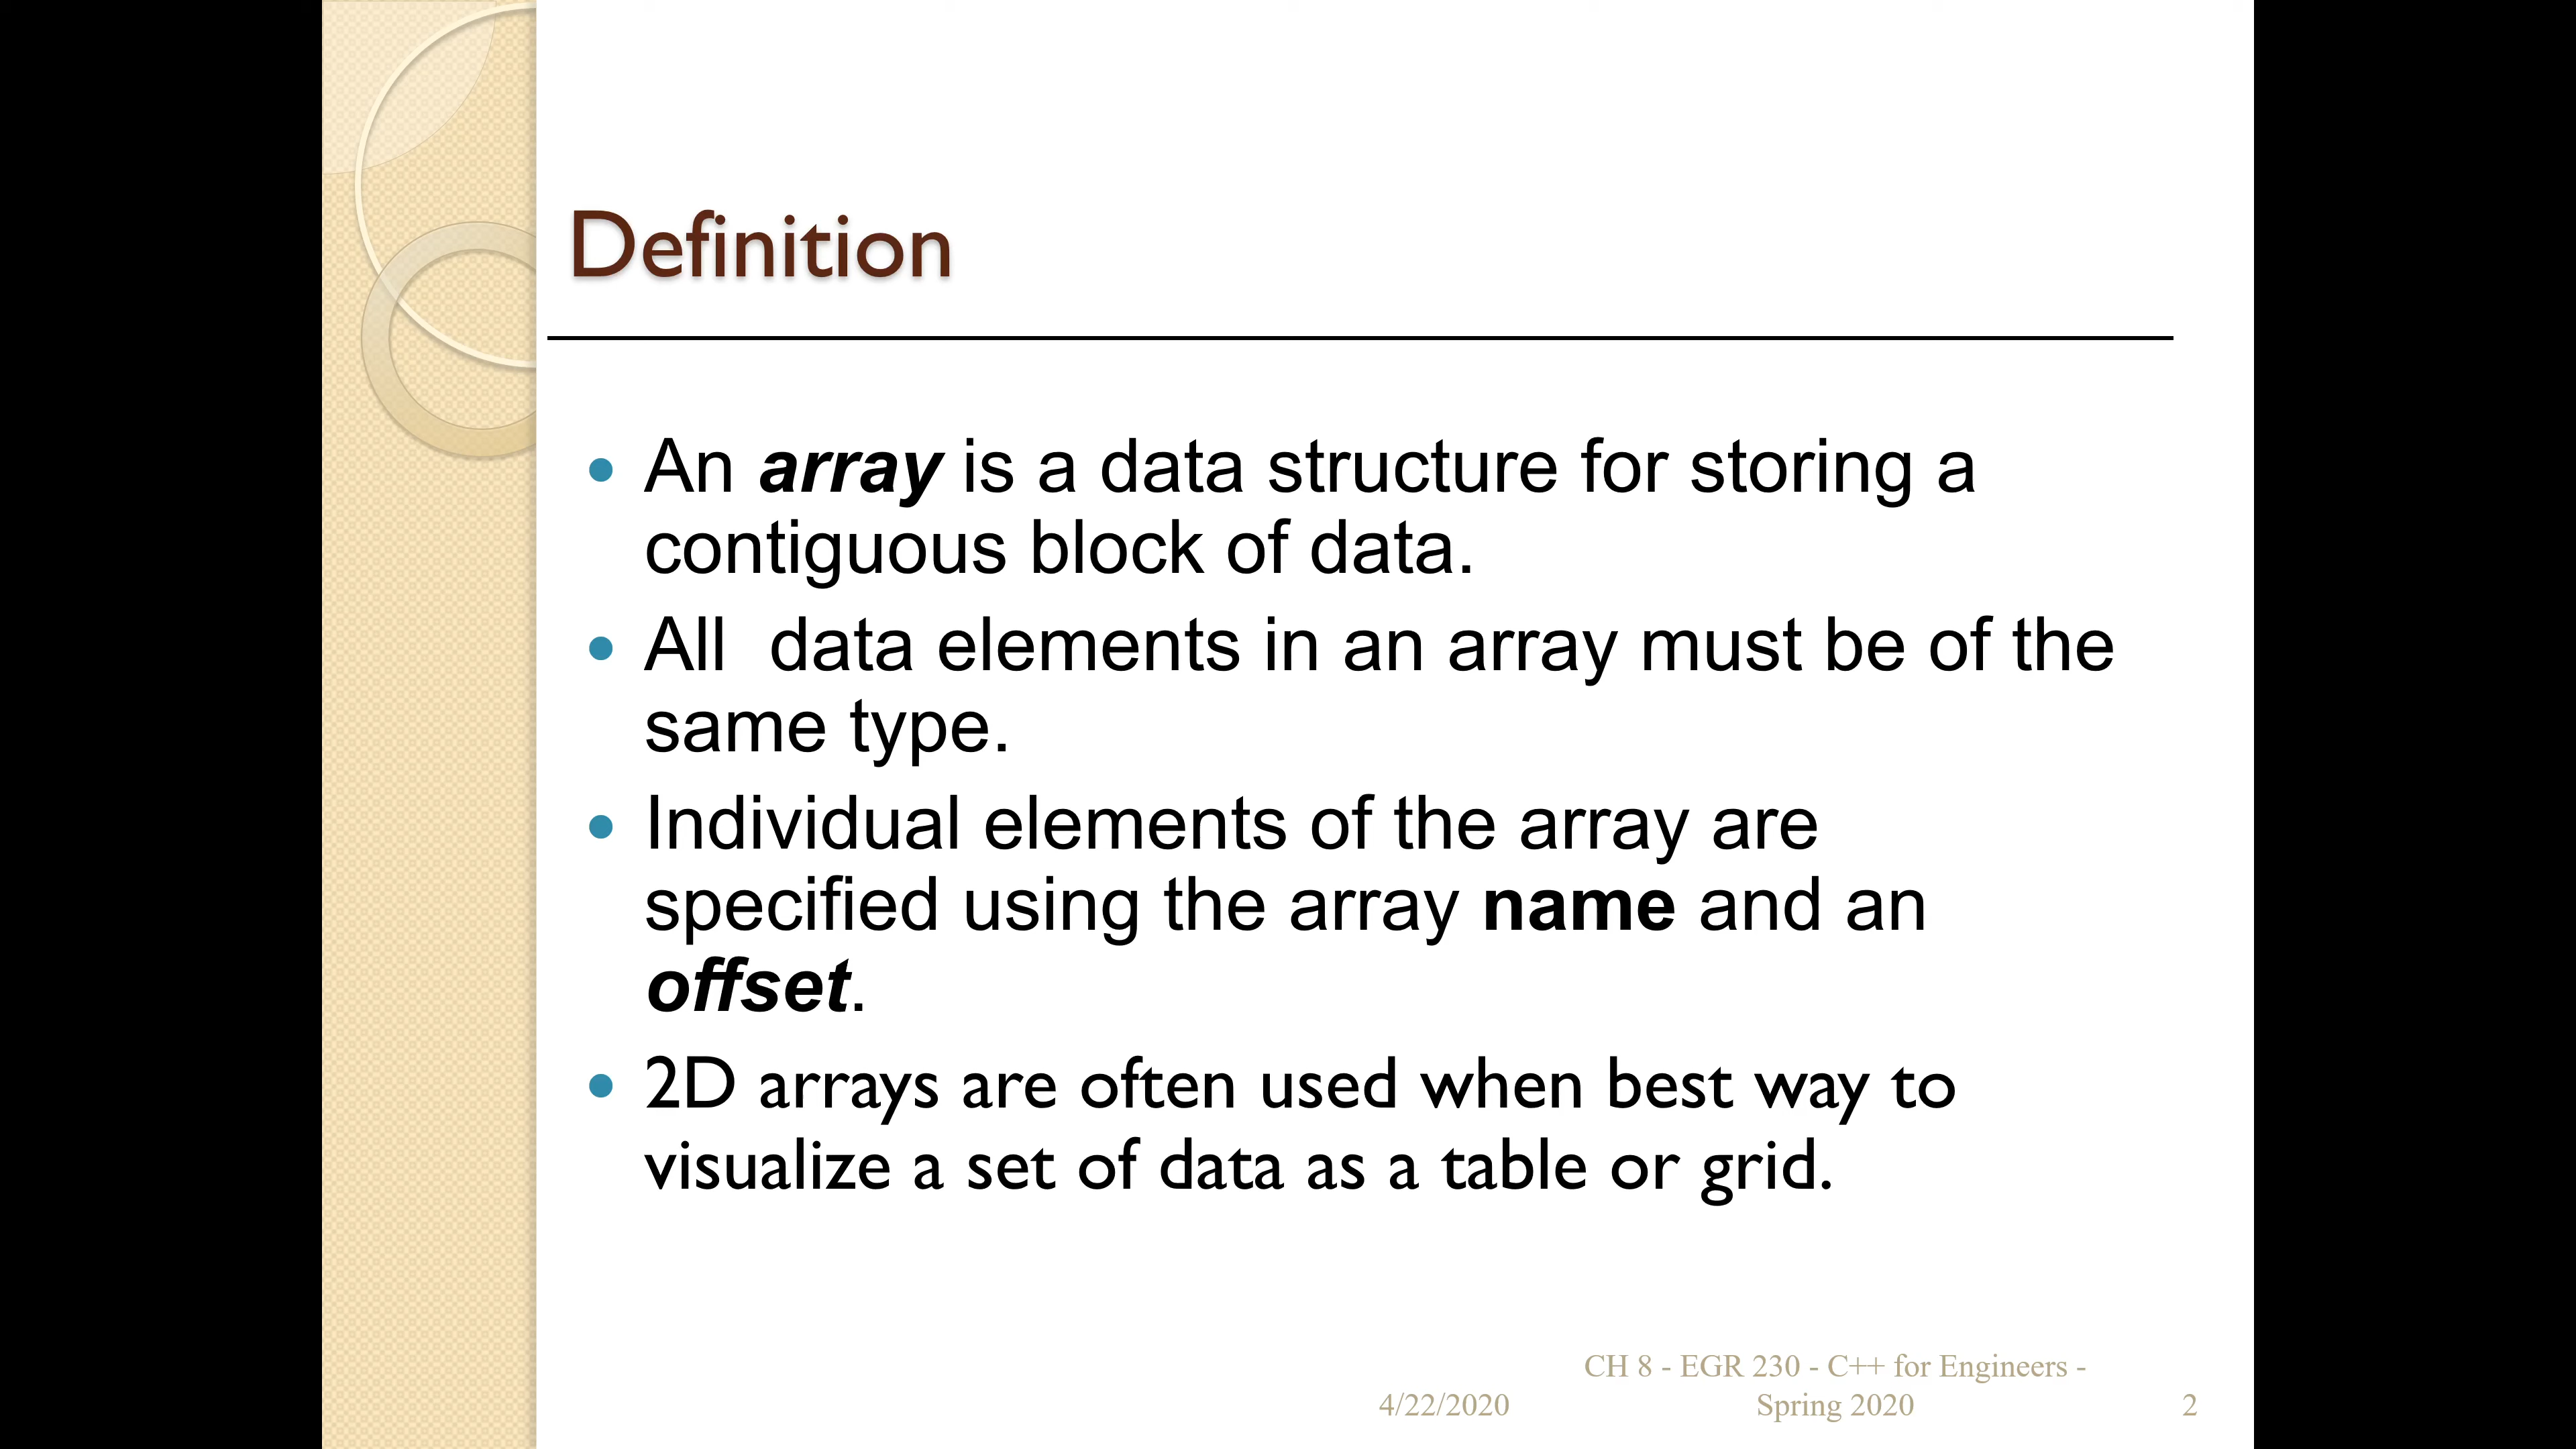 Definition
An array is a data structure for storing a
contiguous block of data.
All  data elements in an array must be of the
same type.
Individual elements of the array are
specified using the array name and an
offset.
2D arrays are often used when best way to
visualize a set of data as a table or grid.
4/22/2020
CH 8 - EGR 230 - C++ for Engineers -
Spring 2020
2